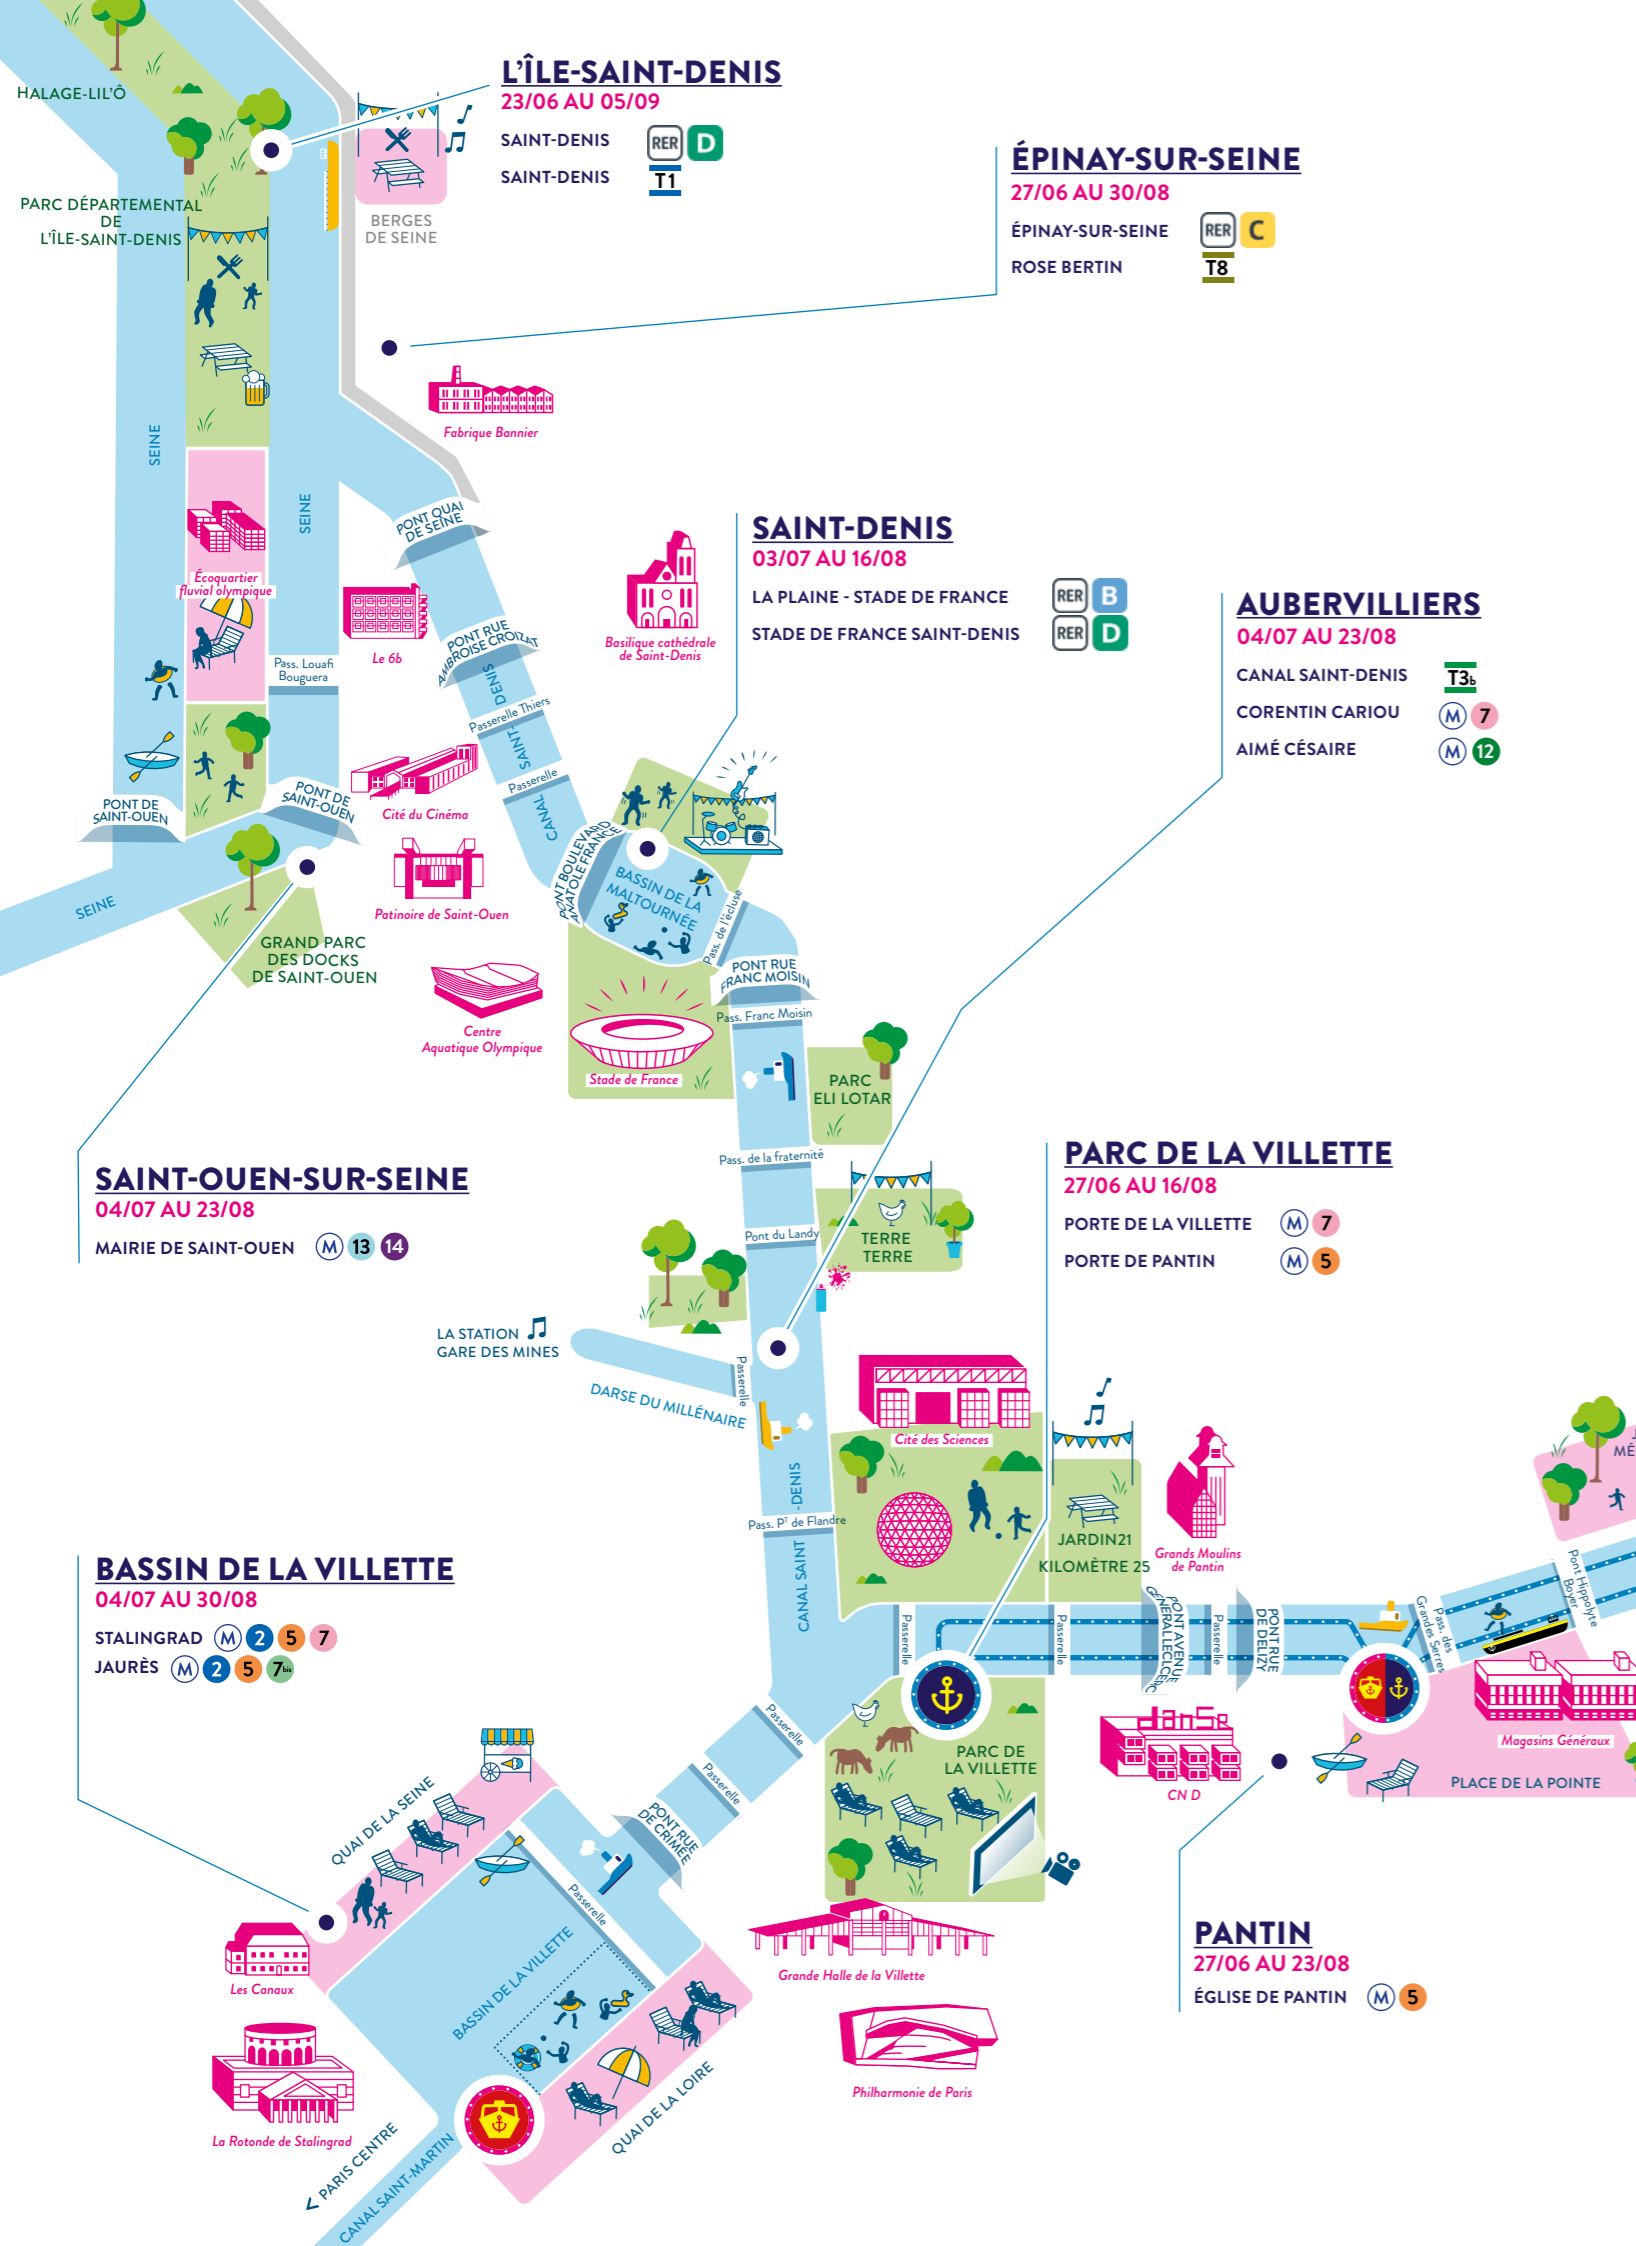 HALAGE-LIL'Ô
L'ÎLE-SAINT-DENIS
23/06 AU 05/09
SAINT-DENIS RER D
SAINT-DENIS T1
PARC DÉPARTEMENTAL
DE
L'ÎLE-SAINT-DENIS
BERGES
DE SEINE
ÉPINAY-SUR-SEINE
27/06 AU 30/08
ÉPINAY-SUR-SEINE RER C
ROSE BERTIN T8
Fabrique Bannier
SEINE
SEINE
PONT QUAI
DE SEINE
Écoquartier
fluvial olympique
Le 6b
PONT RUE
AMBROISE CROIZAT
Pass. Louafi
Bouguera
Basilique cathédrale
de Saint-Denis
SAINT-DENIS
03/07 AU 16/08
LA PLAINE - STADE DE FRANCE RER B
STADE DE FRANCE SAINT-DENIS RER D
AUBERVILLIERS
04/07 AU 23/08
CANAL SAINT-DENIS T3b
CORENTIN CARIOU M 7
AIMÉ CÉSAIRE M 12
CANAL SAINT DENIS
Passerelle Thiers
Passerelle
PONT DE
SAINT-OUEN
PONT DE
SAINT-OUEN
Cité du Cinéma
Patinoire de Saint-Ouen
PONT BOULEVARD
ANATOLE FRANCE
BASSIN DE LA
MALTOURNÉE
Pass. de l'écluse
SEINE
GRAND PARC
DES DOCKS
DE SAINT-OUEN
Centre
Aquatique Olympique
Stade de France
PONT RUE
FRANC MOISIN
Pass. Franc Moisin
PARC
ELI LOTAR
Pass. de la fraternité
SAINT-OUEN-SUR-SEINE
04/07 AU 23/08
MAIRIE DE SAINT-OUEN M 13 14
Pont du Landy
TERRE
TERRE
PARC DE LA VILLETTE
27/06 AU 16/08
PORTE DE LA VILLETTE M 7
PORTE DE PANTIN M 5
LA STATION
GARE DES MINES
DARSE DU MILLÉNAIRE
Passerelle
Cité des Sciences
CANAL SAINT -DENIS
Pass. PT de Flandre
JARDIN21
KILOMÈTRE 25
Grands Moulins
de Pantin
MÉ
BASSIN DE LA VILLETTE
04/07 AU 30/08
STALINGRAD M 2 5 7
JAURÈS M 2 5 7bis
Passerelle
Passerelle
PONT AVENUE
GÉNÉRAL LECLERC
Passerelle
PONT RUE
DE DELIZY
Pass. des
Grandes Serres
Pont Hippolyte
Boyer
Passerelle
Passerelle
PONT RUE
DE CRIMÉE
PARC DE
LA VILLETTE
dansE
CN D
Magasins Généraux
PLACE DE LA POINTE
QUAI DE LA SEINE
Passerelle
BASSIN DE LA VILLETTE
Les Canaux
La Rotonde de Stalingrad
QUAI DE LA LOIRE
Grande Halle de la Villette
Philharmonie de Paris
PANTIN
27/06 AU 23/08
ÉGLISE DE PANTIN M 5
< PARIS CENTRE
CANAL SAINT-MARTIN